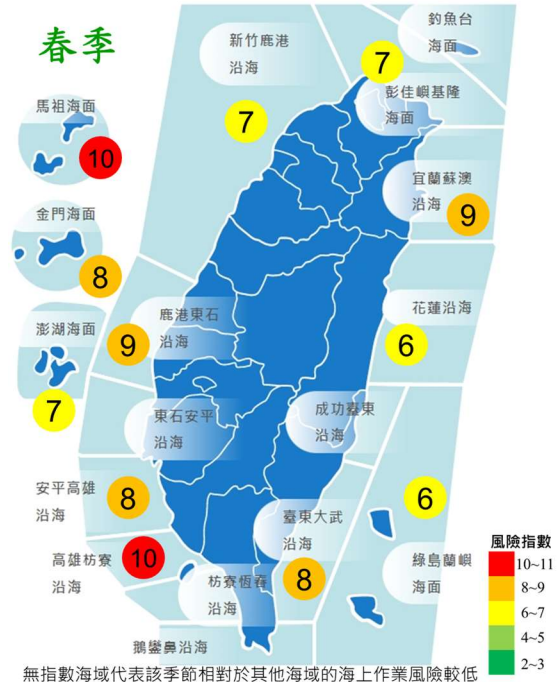 春季
釣魚台
海面
新竹鹿港
沿海
7
7
彭佳嶼基隆
海面
馬祖海面
10
宜蘭蘇澳
沿海
9
金門海面
8
鹿港東石
沿海
9
花蓮沿海
6
澎湖海面
7
東石安平
沿海
成功臺東
沿海
安平高雄
沿海
8
6
臺東大武
沿海
8
高雄枋寮
沿海
10
綠島蘭嶼
海面
枋寮恆春
沿海
鵝鑾鼻沿海
風險指數
10~11
8~9
6~7
4~5
2~3
無指數海域代表該季節相對於其他海域的海上作業風險較低